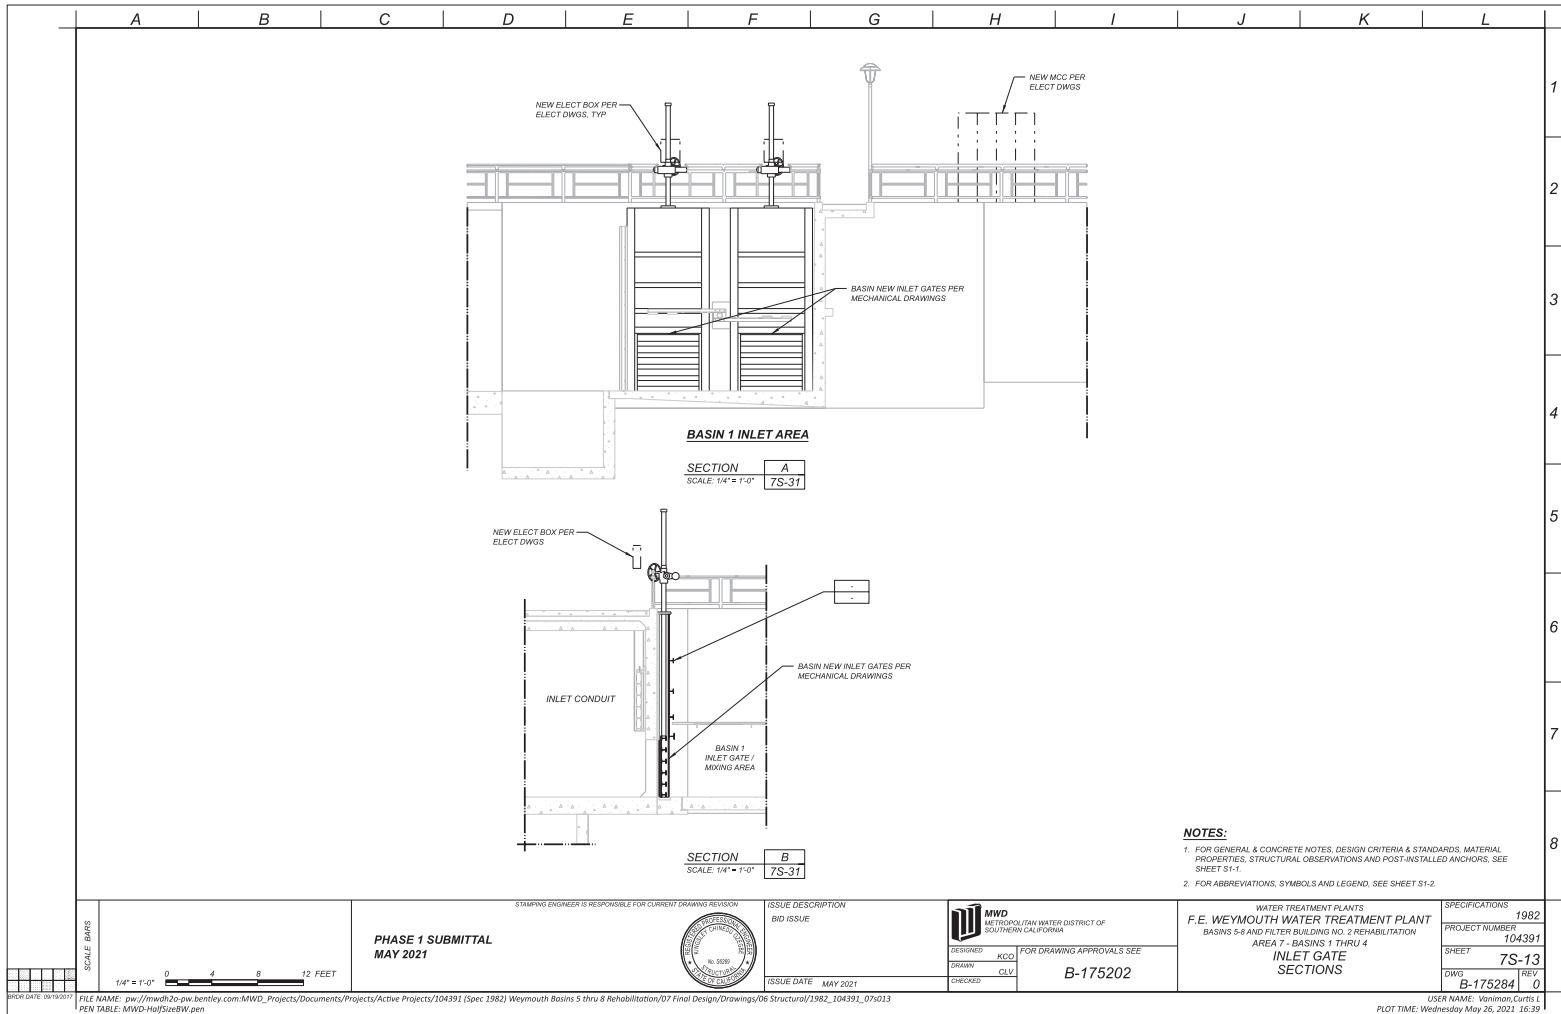 A B C D E F G H I J K L
1
2
3
4
5
6
7
8
NEW MCC PER
ELECT DWGS
NEW ELECT BOX PER
ELECT DWGS, TYP
BASIN NEW INLET GATES PER
MECHANICAL DRAWINGS
BASIN 1 INLET AREA
SECTION A
SCALE: 1/4" = 1'-0" 7S-31
NEW ELECT BOX PER
ELECT DWGS
-
-
BASIN NEW INLET GATES PER
MECHANICAL DRAWINGS
INLET CONDUIT
BASIN 1
INLET GATE /
MIXING AREA
SECTION B
SCALE: 1/4" = 1'-0" 7S-31
NOTES:
1. FOR GENERAL & CONCRETE NOTES, DESIGN CRITERIA & STANDARDS, MATERIAL
PROPERTIES, STRUCTURAL OBSERVATIONS AND POST-INSTALLED ANCHORS, SEE
SHEET S1-1.
2. FOR ABBREVIATIONS, SYMBOLS AND LEGEND, SEE SHEET S1-2.
SCALE BARS
1/4" = 1'-0" 0 4 8 12 FEET
PHASE 1 SUBMITTAL
MAY 2021
STAMPING ENGINEER IS RESPONSIBLE FOR CURRENT DRAWING REVISION
REGISTERED PROFESSIONAL ENGINEER
KINGSLEY CHINEDU OZEGBE
No. S6289
STRUCTURAL
STATE OF CALIFORNIA
ISSUE DESCRIPTION
BID ISSUE
ISSUE DATE MAY 2021
MWD
METROPOLITAN WATER DISTRICT OF
SOUTHERN CALIFORNIA
DESIGNED KCO
DRAWN CLV
CHECKED
FOR DRAWING APPROVALS SEE
B-175202
WATER TREATMENT PLANTS
F.E. WEYMOUTH WATER TREATMENT PLANT
BASINS 5-8 AND FILTER BUILDING NO. 2 REHABILITATION
AREA 7 - BASINS 1 THRU 4
INLET GATE
SECTIONS
SPECIFICATIONS
1982
PROJECT NUMBER
104391
SHEET
7S-13
DWG REV
B-175284 0
BRDR DATE: 09/19/2017
FILE NAME: pw://mwdh2o-pw.bentley.com:MWD_Projects/Documents/Projects/Active Projects/104391 (Spec 1982) Weymouth Basins 5 thru 8 Rehabilitation/07 Final Design/Drawings/06 Structural/1982_104391_07s013
PEN TABLE: MWD-HalfSizeBW.pen
USER NAME: Vaniman,Curtis L
PLOT TIME: Wednesday May 26, 2021 16:39